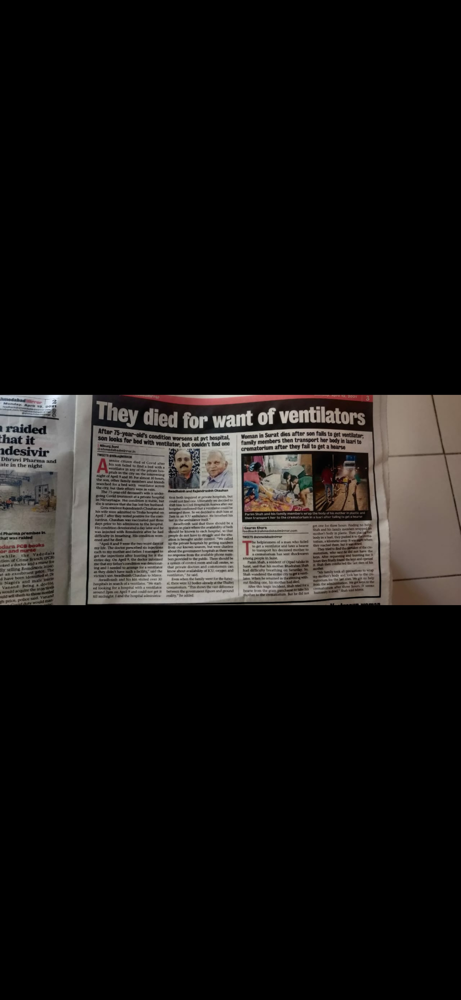 Ahmedabad Mirror 2
Monday, April 12, 2021
feedback@ahmedabadmirror.com
@ahmedabadmirror
raided
that it
ndesivir
Dhruvi Pharma and
ate in the night
Pharma premises in
that was raided
odara PCB books
or and nurse
while, the Vadodara
tion of Crime Branch (PCB)
oked a doctor and a nurse for
lly selling Remdesivir injec-
at an exorbitant price. The
d have been identified as Dr
Nagora and male nurse
Vanand. Being a doctor,
would acquire the injections
ould sell them to those needed
gh price, police said. Vanand
Covid duty would man-
Monday, April 12, 2021 3
They died for want of ventilators
After 75-year-old's condition worsens at pvt hospital,
son looks for bed with ventilator, but couldn't find one
Nikunj.Soni
@ahmedabadmirror.in
TWEETS @NikunjMIRROR
A senior citizen died of Covid after
his son failed to find a bed with a
ventilator in any of the private hos-
pitals in the city on the intervening
night of April 9 and 10. For almost 10 hours,
the son, other family members and friends
searched for a bed with ventilator across
the city, but their efforts were in vain.
The 75-year-old deceased's wife is under-
going Covid treatment at a private hospital
in Nirnaynagar. Her condition is stable, but
she is unaware that she has lost her husband.
Gota resident Rajendrasinh Chauhan and
his wife were admitted to Trisha hospital on
April 7 after they tested positive for the coro-
navirus. Chauhan was vaccinated just three
days prior to his admission to the hospital.
His condition deteriorated a day later and he
was injected with Remdesivir after he had
difficulty in breathing. His condition wors-
ened and he died.
"April 8 and 9 were the two worst days of
my life. The doctor prescribed six injections
each to my mother and father. I managed to
get the injections after hunting for it the
entire day. On April 9, the doctor informed
me that my father's condition was deteriorat-
ing and I needed to arrange for a ventilator
as they didn't have such a facility," said the
victim's son Awadhsinh Chauhan to Mirror.
Awadhsinh and his kin visited over 30
hospitals in search of a ventilator. "We start-
ed looking for a hospital with a ventilator
around 2pm on April 9 and could not get it
till midnight. I and the hospital administra-
Awadhsinh and Rajendrasinh Chauhan
tion both inquired at private hospitals, but
could not find one. Ultimately we decided to
shift him to Civil Hospital in Asarwa after our
hospital confirmed that a ventilator could be
arranged there. So we decided to shift him at
2am in an ICU ambulance. He breathed his
last in the ambulance itself."
Awadhsinh said that there should be a
system in place where the availability of beds
should be known to each hospital, so that
people do not have to struggle and the situ-
ation is brought under control. "We called
up the private hospitals by getting numbers
from our known sources, but were clueless
about the government hospitals as there was
no response from the available phone num-
bers provided to the public. There should be
a system of control room and call centre, so
that private doctors and commoners can
know about availability of ICU, oxygen and
ventilators," he said.
Even when the family went for the funer-
al, there were 12 bodies already at the Thaltej
crematorium. "This shows the vast difference
between the government figures and ground
reality," he added.
Woman in Surat dies after son fails to get ventilator;
family members then transport her body in laari to
crematorium after they fail to get a hearse
Parim Shah and his family members wrap the body of his mother in plastic and
then transport her to the crematorium in a laari after failing to get a hearse
Gaurav Khara
feedback@ahmedabadmirror.com
TWEETS @ahmedabadmirror
The helplessness of a man who failed
to get a ventilator and later a hearse
to transport his deceased mother to
a crematorium has sent shockwaves
among people in Surat.
Parim Shah, a resident of Olpad taluka in
Surat, said that his mother Bhadraben Shah
had difficulty breathing on Saturday. So,
Shah wandered the entire city to get a venti-
lator. When he returned in the evening with-
out finding one, his mother had died.
After this tragic incident, Shah tried for a
hearse from the gram panchayat to take his
mother to the crematorium. But he did not
get one for three hours. Finding no help,
Shah and his family members wrapped his
mother's body in plastic. Then placing her
body in a laari, they pushed it to the crema-
torium, a kilometer away. It was night when
they reached there, but it was closed.
They tried to find the caretaker of the cre-
matorium, who said he did not have the
keys. After requesting and hunting for 3
hours they finally found the keys and opened
it. Shah then conducted the last rites of his
mother.
"My family took all precautions to wrap
my mother's body and took her to the cre-
matorium for the last rites. We got no help
from the administration. We got keys to the
crematorium after three hours. It seems
humanity is dead," Shah told Mirror.
woman